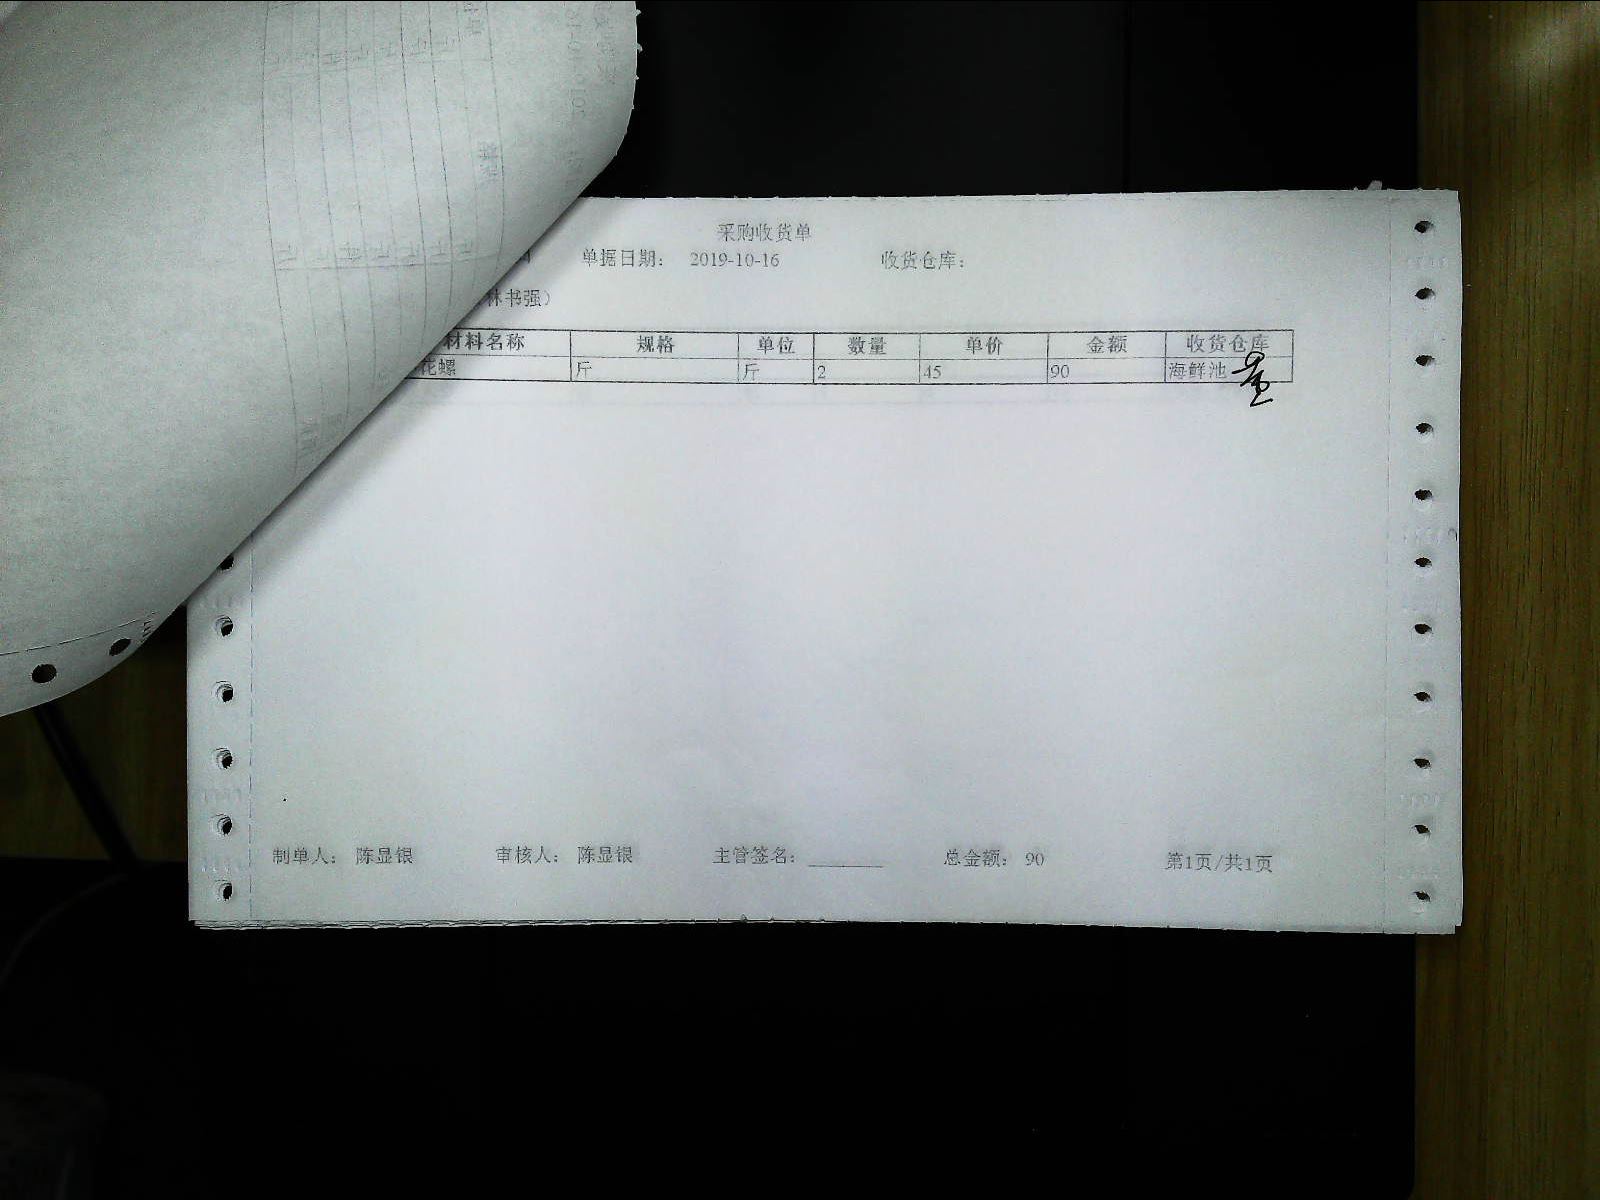 采购收货单
单据日期： 2019-10-16 收货仓库：
林书强）
材料名称 规格 单位 数量 单价 金额 收货仓库
花螺 斤 斤 2 45 90 海鲜池
制单人： 陈显银 审核人： 陈显银 主管签名：________ 总金额： 90 第1页/共1页